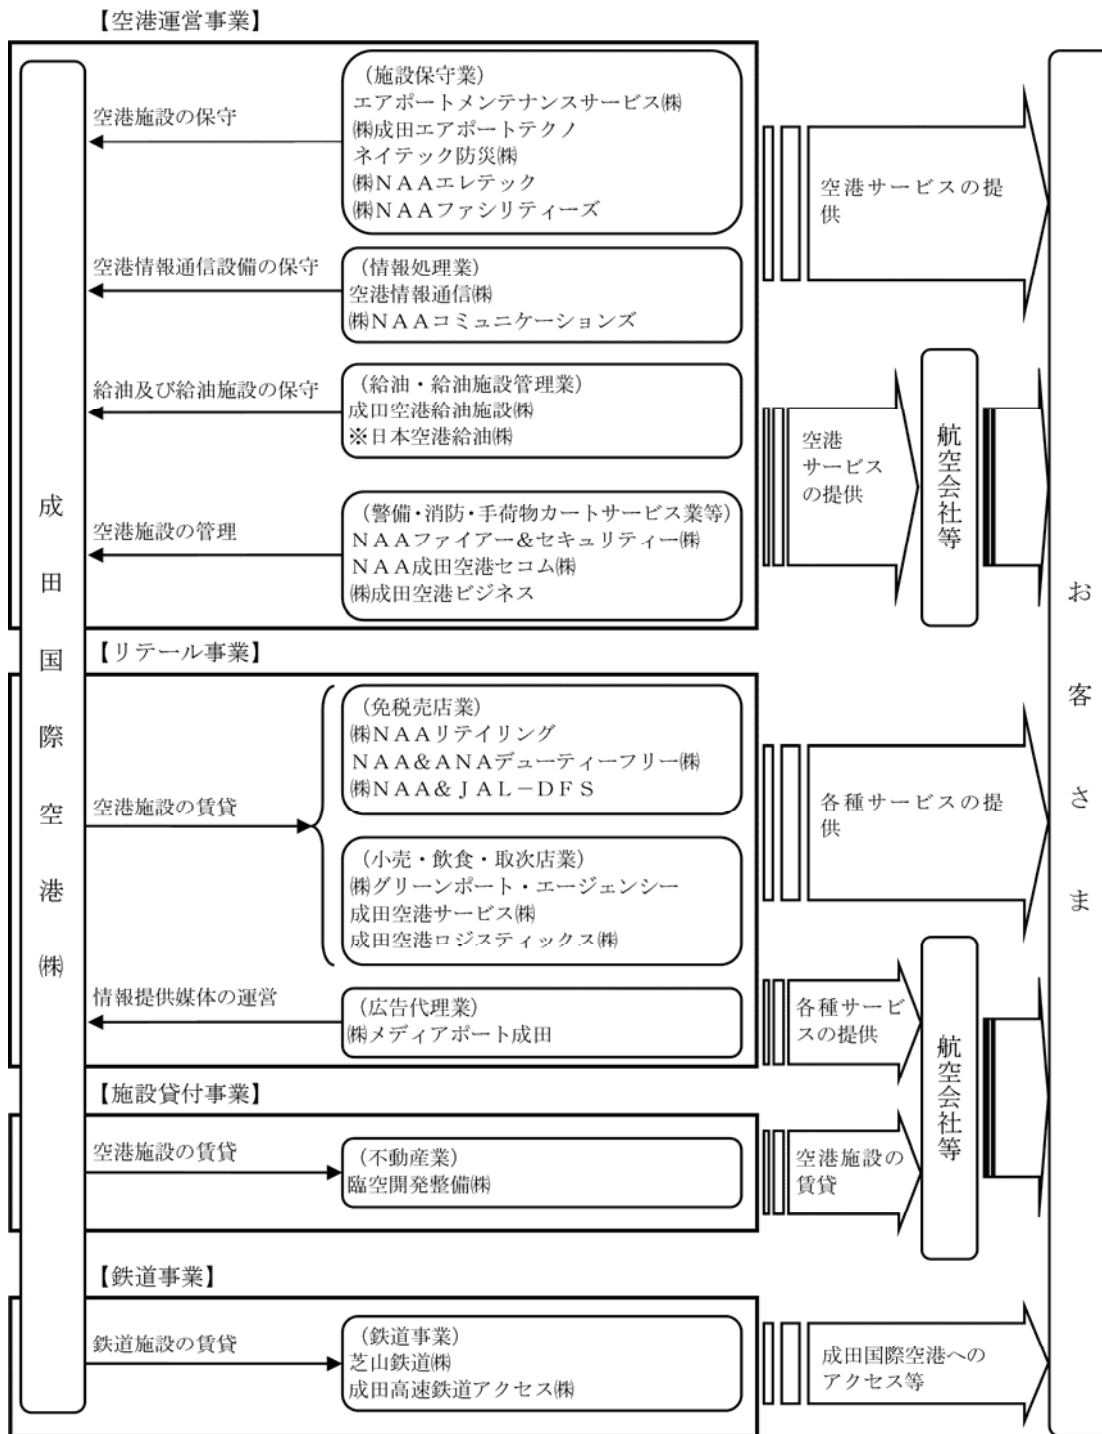 【空港運営事業】
成田国際空港㈱
空港施設の保守
（施設保守業）
エアポートメンテナンスサービス㈱
㈱成田エアポートテクノ
ネイテック防災㈱
㈱ＮＡＡエレテック
㈱ＮＡＡファシリティーズ
空港サービスの提
供
空港情報通信設備の保守
（情報処理業）
空港情報通信㈱
㈱ＮＡＡコミュニケーションズ
給油及び給油施設の保守
（給油・給油施設管理業）
成田空港給油施設㈱
※日本空港給油㈱
空港
サービス
の提供
航空会社等
空港施設の管理
（警備・消防・手荷物カートサービス業等）
ＮＡＡファイアー＆セキュリティー㈱
ＮＡＡ成田空港セコム㈱
㈱成田空港ビジネス
お客さま
【リテール事業】
空港施設の賃貸
（免税売店業）
㈱ＮＡＡリテイリング
ＮＡＡ＆ＡＮＡデューティーフリー㈱
㈱ＮＡＡ＆ＪＡＬ－ＤＦＳ
各種サービスの提
供
（小売・飲食・取次店業）
㈱グリーンポート・エージェンシー
成田空港サービス㈱
成田空港ロジスティックス㈱
情報提供媒体の運営
（広告代理業）
㈱メディアポート成田
各種サービ
スの提供
航空会社等
【施設貸付事業】
空港施設の賃貸
（不動産業）
臨空開発整備㈱
空港施設の
賃貸
【鉄道事業】
鉄道施設の賃貸
（鉄道事業）
芝山鉄道㈱
成田高速鉄道アクセス㈱
成田国際空港への
アクセス等